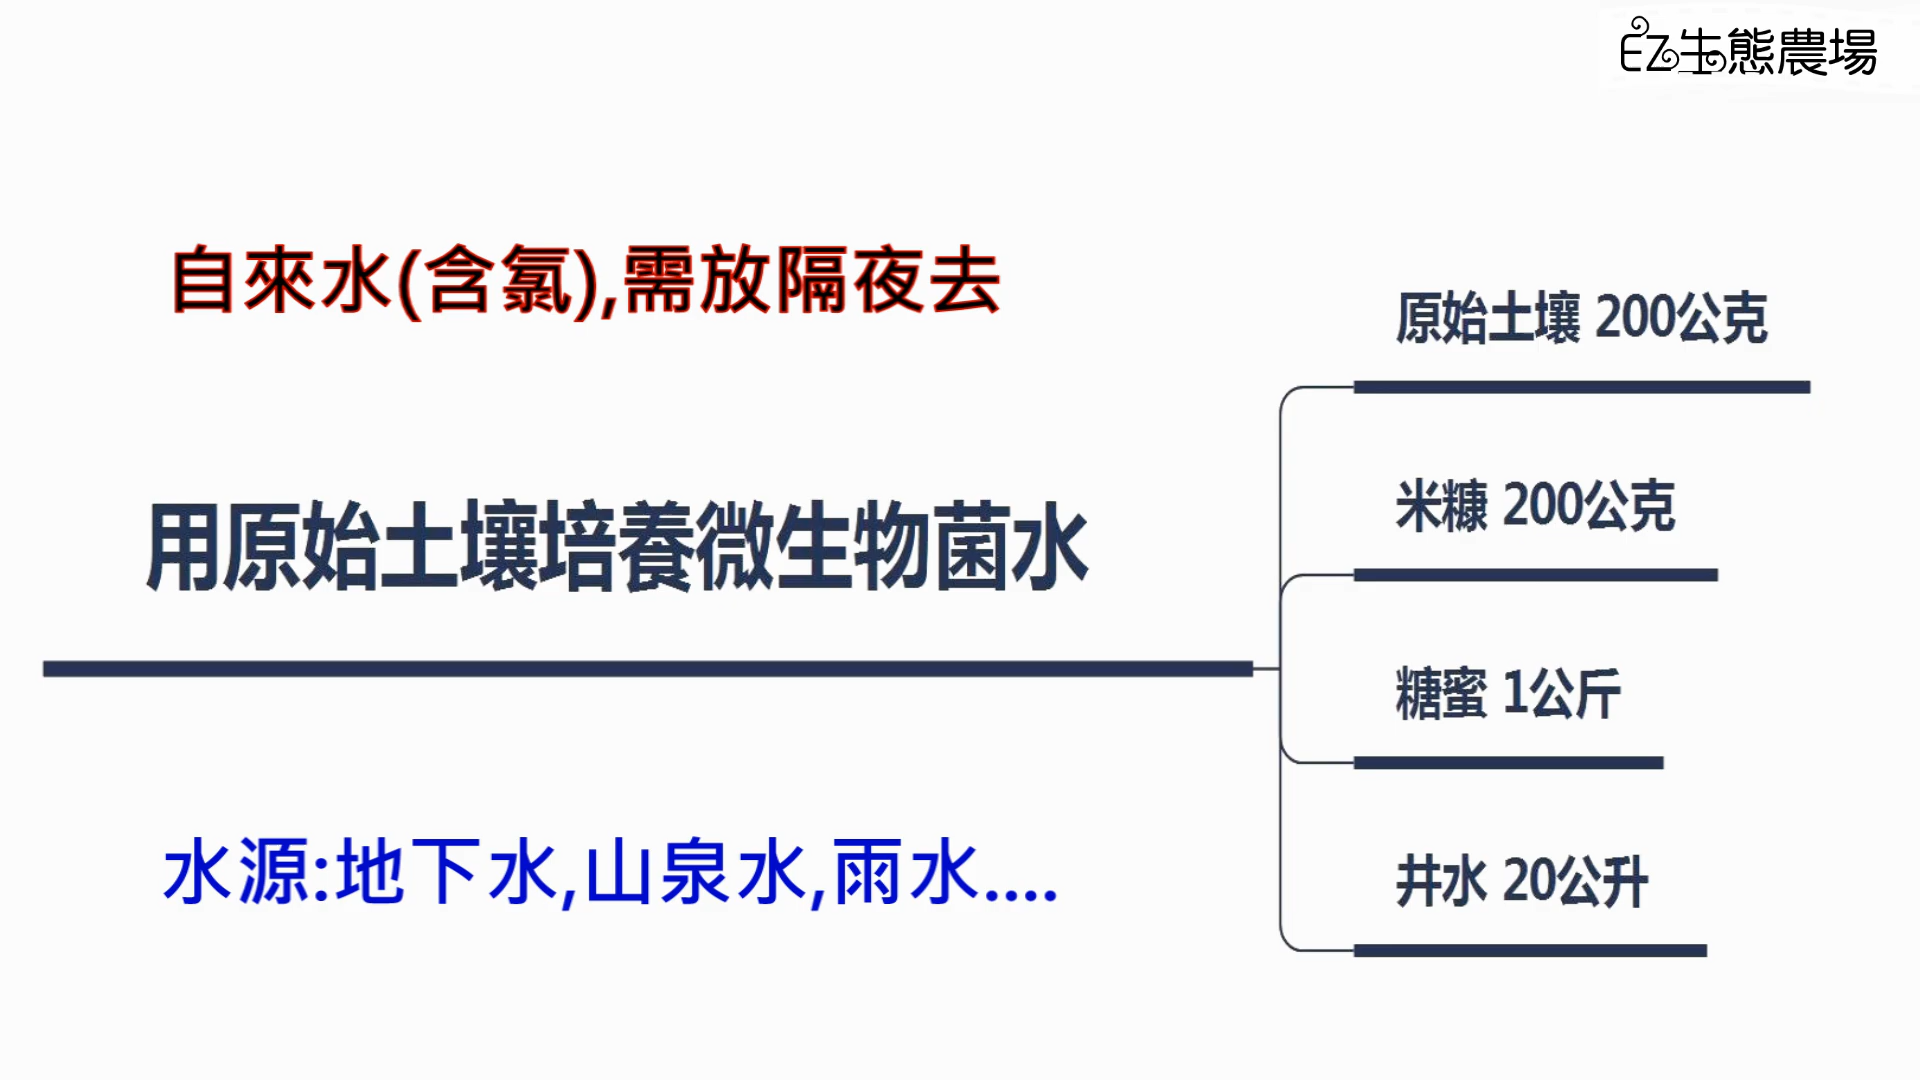 EZ生態農場
自來水(含氯),需放隔夜去
用原始土壤培養微生物菌水
水源:地下水,山泉水,雨水....
原始土壤 200公克
米糠 200公克
糖蜜 1公斤
井水 20公升